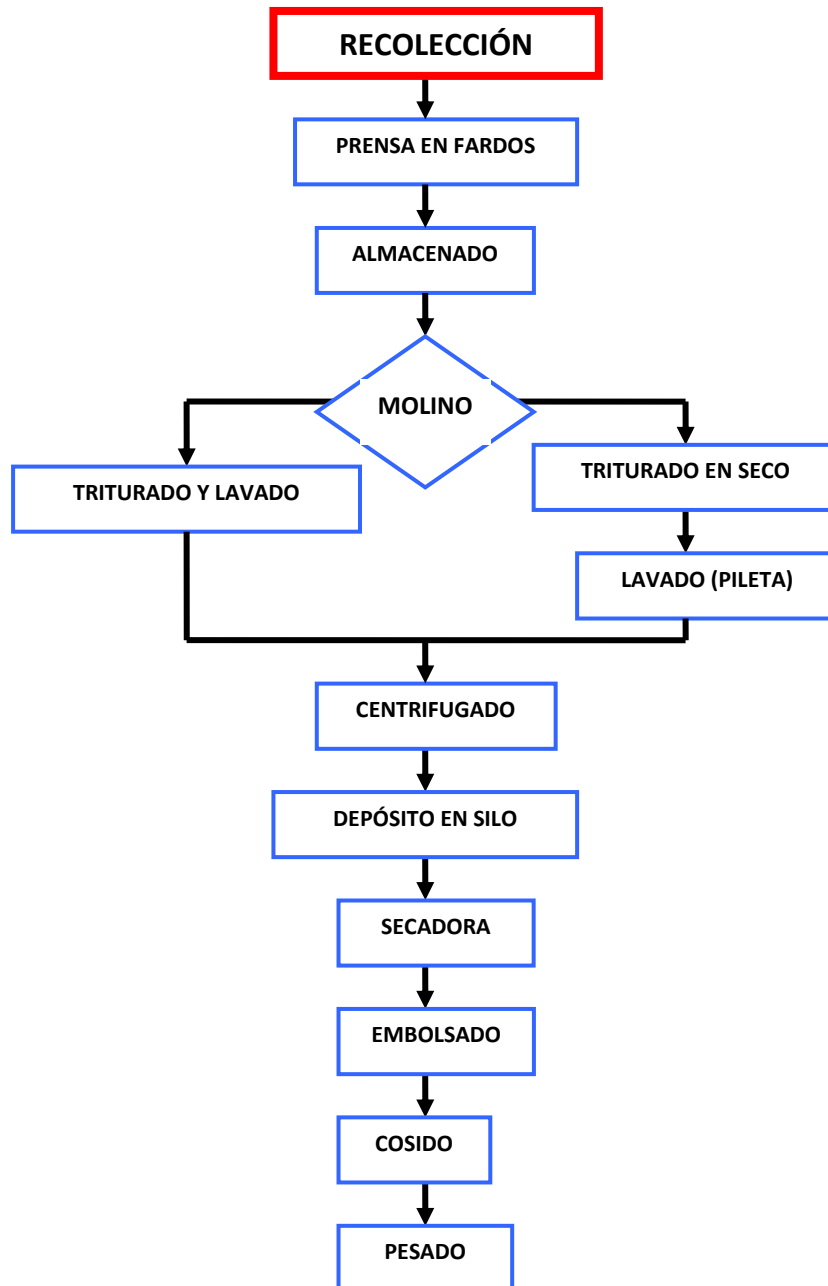 RECOLECCIÓN
PRENSA EN FARDOS
ALMACENADO
MOLINO
TRITURADO Y LAVADO
TRITURADO EN SECO
LAVADO (PILETA)
CENTRIFUGADO
DEPÓSITO EN SILO
SECADORA
EMBOLSADO
COSIDO
PESADO